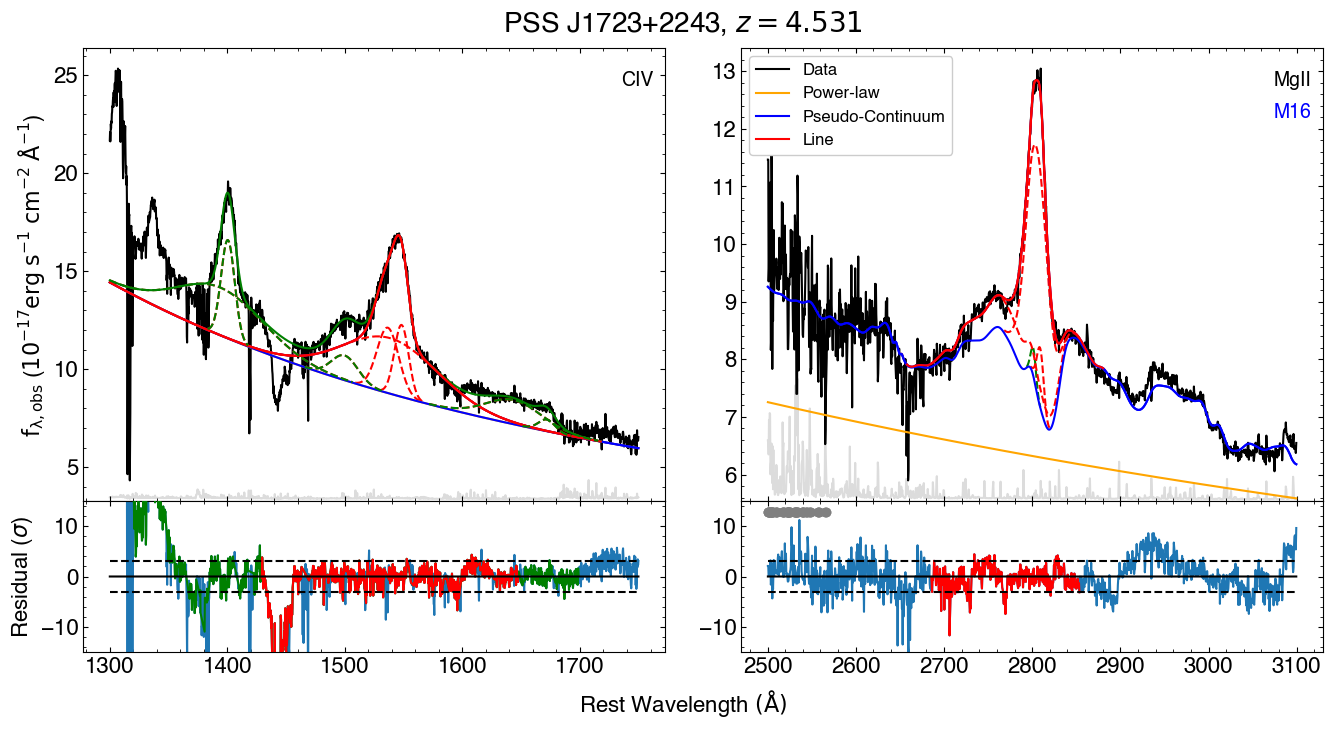 PSS J1723+2243, z = 4.531
CIV
25
20
15
10
5
f_λ,obs (10⁻¹⁷erg s⁻¹ cm⁻² Å⁻¹)
Data
Power-law
Pseudo-Continuum
Line
MgII
M16
13
12
11
10
9
8
7
6
Residual (σ)
10
0
−10
1300 1400 1500 1600 1700
10
0
−10
2500 2600 2700 2800 2900 3000 3100
Rest Wavelength (Å)